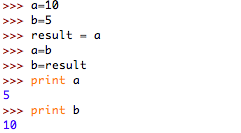 >>> a=10
>>> b=5
>>> result = a
>>> a=b
>>> b=result
>>> print a
5
>>> print b
10